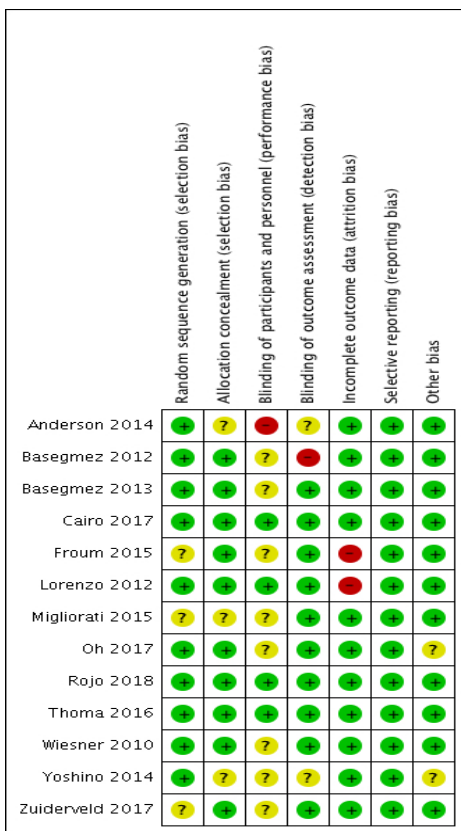 Random sequence generation (selection bias)
Allocation concealment (selection bias)
Blinding of participants and personnel (performance bias)
Blinding of outcome assessment (detection bias)
Incomplete outcome data (attrition bias)
Selective reporting (reporting bias)
Other bias
Anderson 2014 + ? - ? + + +
Basegmez 2012 + + ? - + + +
Basegmez 2013 + + ? + + + +
Cairo 2017 + + + + + + +
Froum 2015 ? + ? + - + +
Lorenzo 2012 + + + + - + +
Migliorati 2015 ? ? ? + + + +
Oh 2017 + + ? + + + ?
Rojo 2018 + + + + + + +
Thoma 2016 + + + + + + +
Wiesner 2010 + + ? + + + +
Yoshino 2014 + ? ? ? + + ?
Zuiderveld 2017 ? + ? + + + +